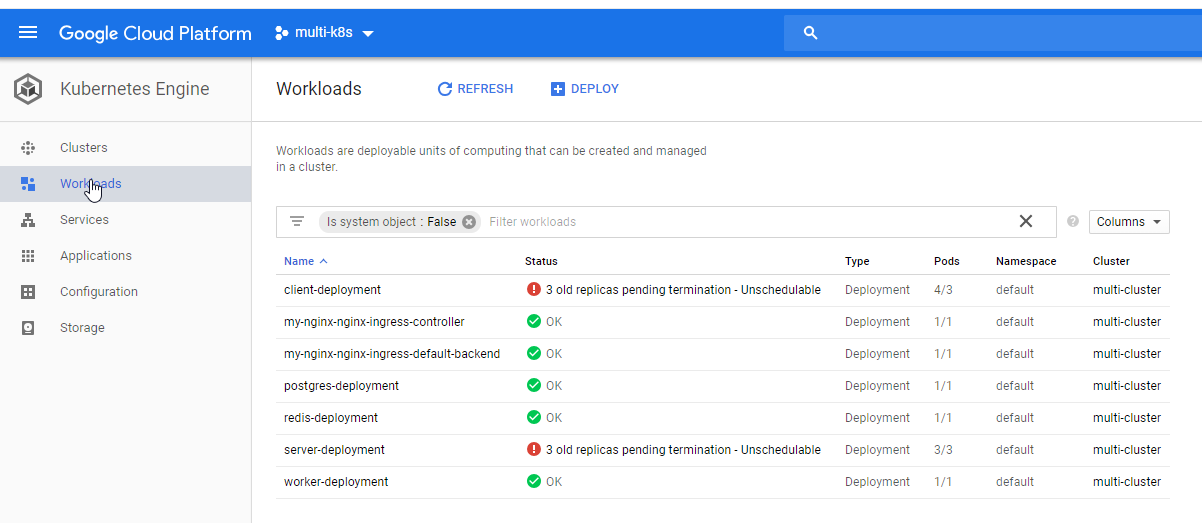 Google Cloud Platform multi-k8s
Kubernetes Engine
Workloads REFRESH DEPLOY
Clusters
Workloads
Services
Applications
Configuration
Storage
Workloads are deployable units of computing that can be created and managed
in a cluster.
Is system object : False Filter workloads Columns
Name Status Type Pods Namespace Cluster
client-deployment 3 old replicas pending termination - Unschedulable Deployment 4/3 default multi-cluster
my-nginx-nginx-ingress-controller OK Deployment 1/1 default multi-cluster
my-nginx-nginx-ingress-default-backend OK Deployment 1/1 default multi-cluster
postgres-deployment OK Deployment 1/1 default multi-cluster
redis-deployment OK Deployment 1/1 default multi-cluster
server-deployment 3 old replicas pending termination - Unschedulable Deployment 3/3 default multi-cluster
worker-deployment OK Deployment 1/1 default multi-cluster